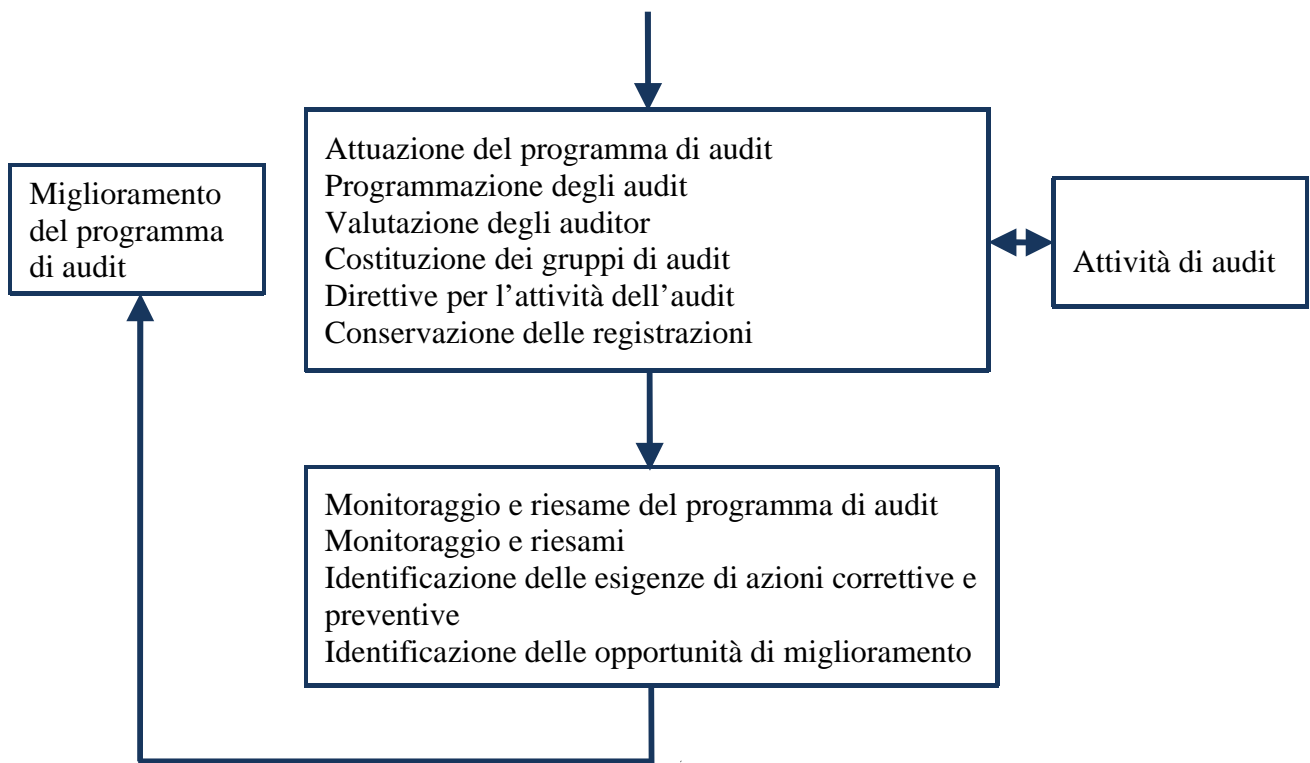 Attuazione del programma di audit
Programmazione degli audit
Valutazione degli auditor
Costituzione dei gruppi di audit
Direttive per l’attività dell’audit
Conservazione delle registrazioni
Miglioramento
del programma
di audit
Attività di audit
Monitoraggio e riesame del programma di audit
Monitoraggio e riesami
Identificazione delle esigenze di azioni correttive e
preventive
Identificazione delle opportunità di miglioramento